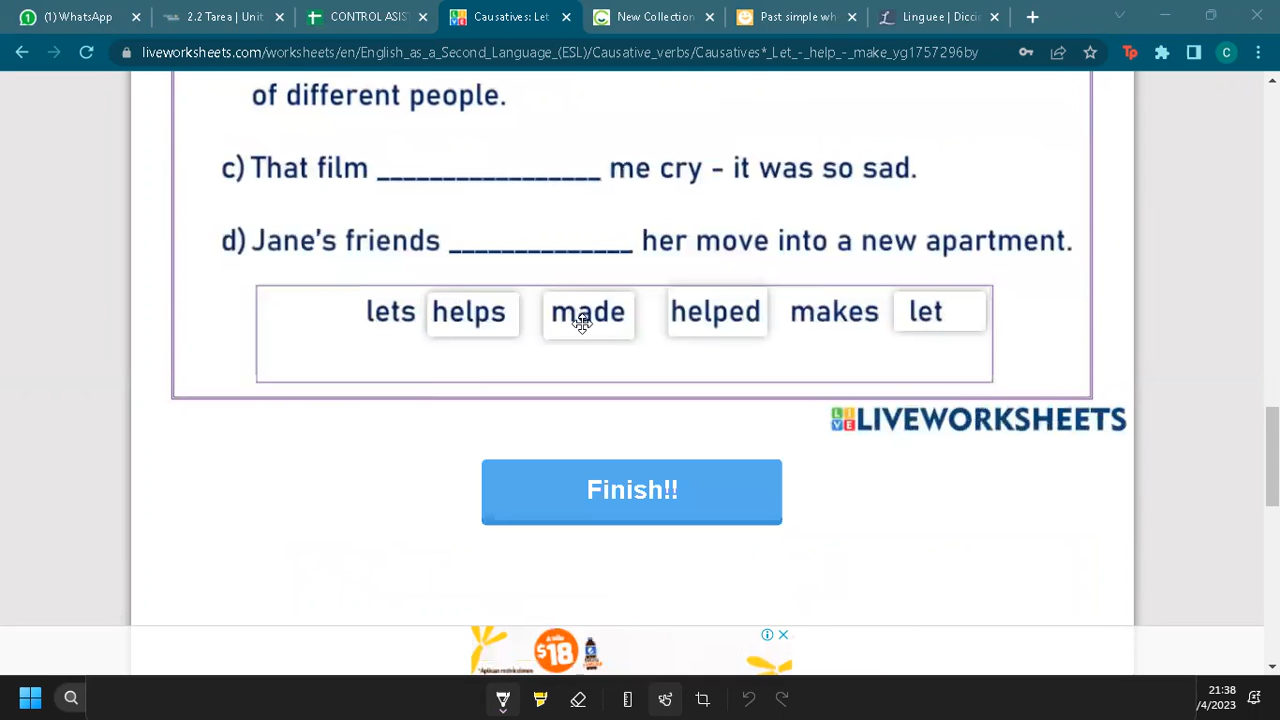 WhatsApp
2.2 Tarea | Unit
CONTROL ASIS
Causatives: Let
New Collection
Past simple wh
Linguee | Dicci
liveworksheets.com/worksheets/en/English_as_a_Second_Language_(ESL)/Causative_verbs/Causatives*_Let_-_help_-_make_yg1757296by
C
of different people.
c) That film ________________ me cry - it was so sad.
d) Jane's friends _____________ her move into a new apartment.
lets helps made helped makes let
LIVE LIVEWORKSHEETS
Finish!!
$18
21:38
/4/2023